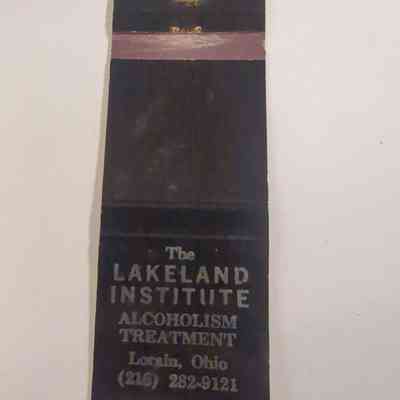 The
LAKELAND
INSTITUTE
ALCOHOLISM
TREATMENT
Lorain, Ohio
(216) 282-9121